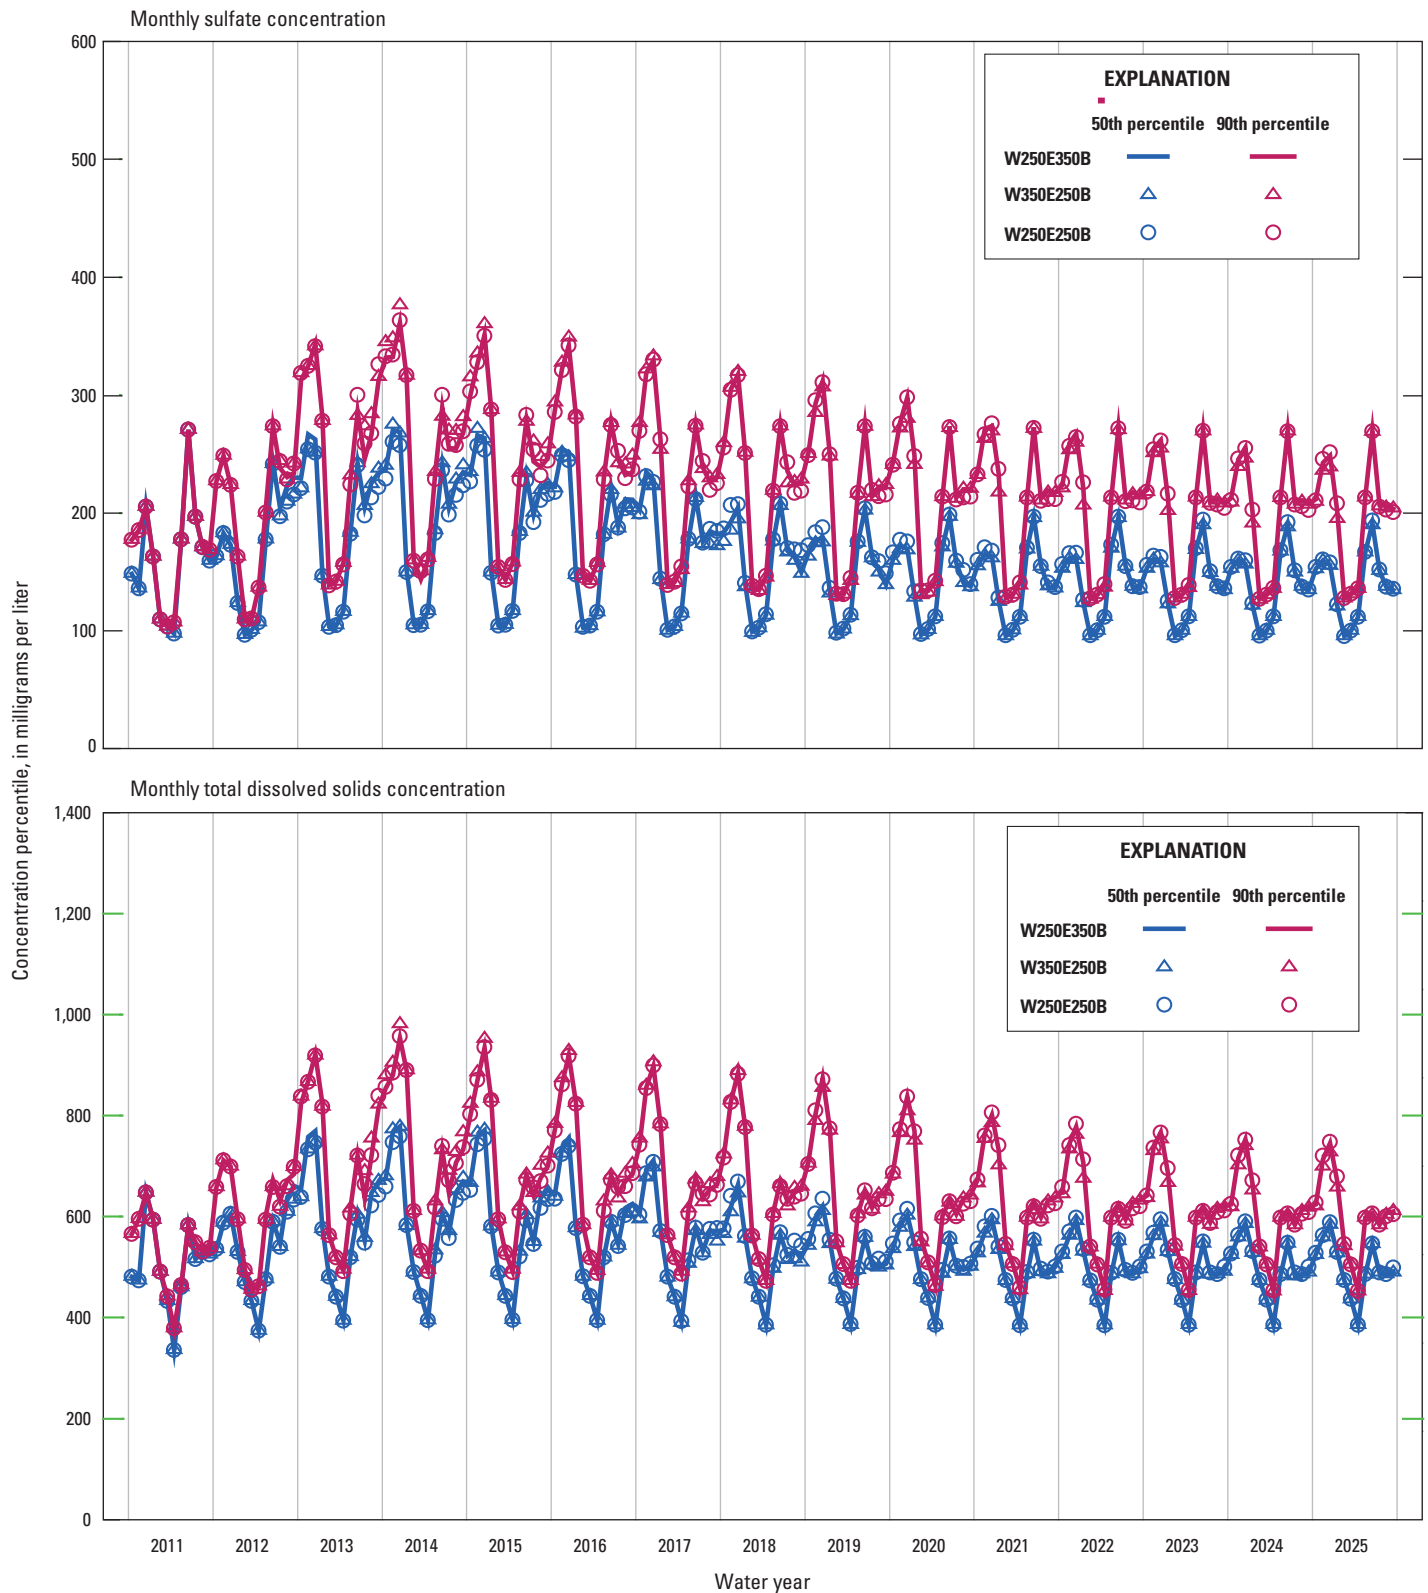 Monthly sulfate concentration
600
500
400
300
200
100
0
EXPLANATION
50th percentile 90th percentile
W250E350B
W350E250B
W250E250B
Concentration percentile, in milligrams per liter
Monthly total dissolved solids concentration
1,400
1,200
1,000
800
600
400
200
0
EXPLANATION
50th percentile 90th percentile
W250E350B
W350E250B
W250E250B
2011 2012 2013 2014 2015 2016 2017 2018 2019 2020 2021 2022 2023 2024 2025
Water year